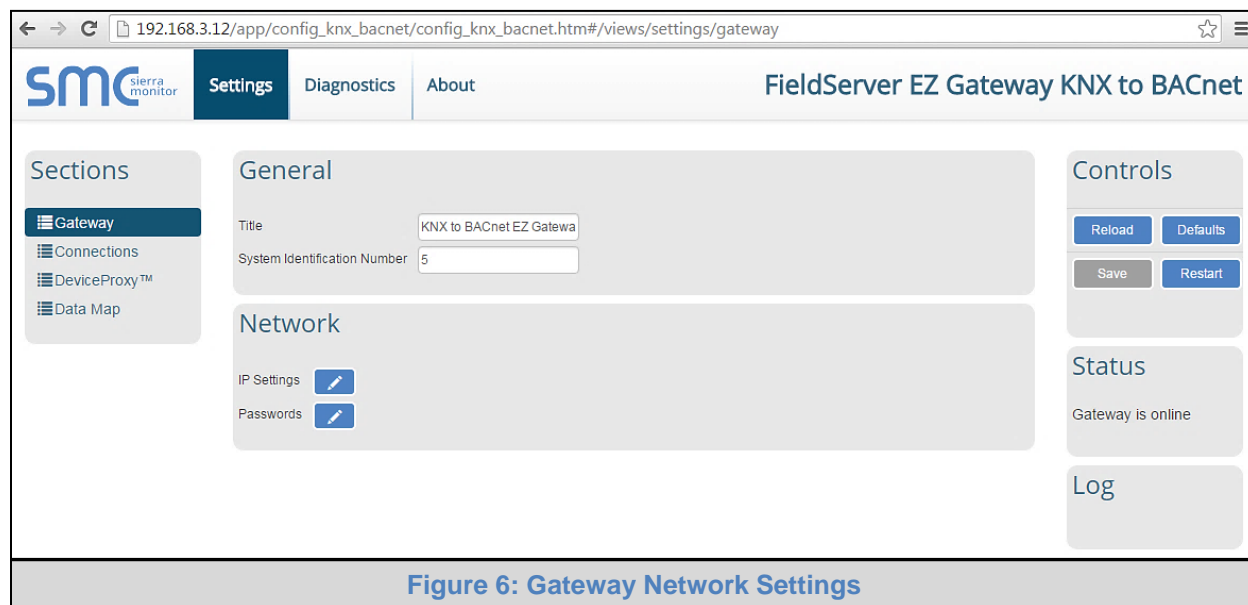 192.168.3.12/app/config_knx_bacnet/config_knx_bacnet.htm#/views/settings/gateway
SMC sierra monitor
Settings
Diagnostics
About
FieldServer EZ Gateway KNX to BACnet
Sections
Gateway
Connections
DeviceProxy™
Data Map
General
Title
KNX to BACnet EZ Gatewa
System Identification Number
5
Network
IP Settings
Passwords
Controls
Reload
Defaults
Save
Restart
Status
Gateway is online
Log
Figure 6: Gateway Network Settings